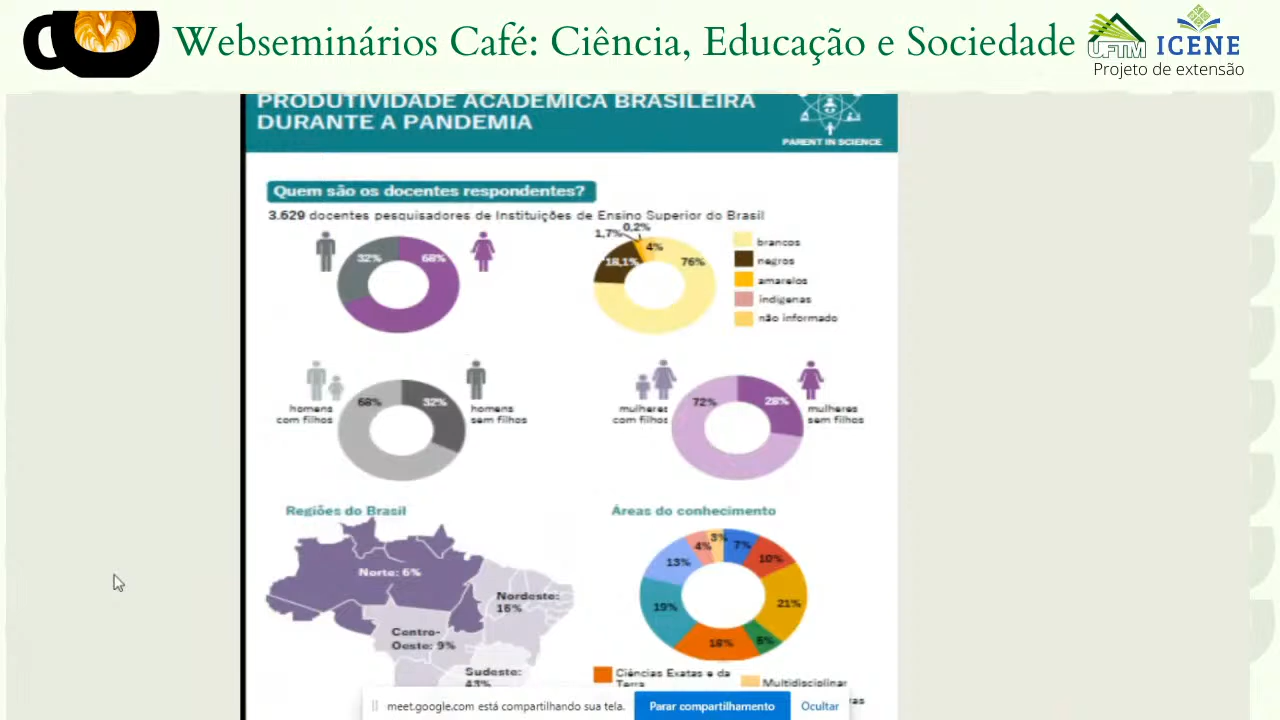 Webseminários Café: Ciência, Educação e Sociedade
UFTM
ICENE
Projeto de extensão
PRODUTIVIDADE ACADÊMICA BRASILEIRA
DURANTE A PANDEMIA
PARENT IN SCIENCE
Quem são os docentes respondentes?
3.629 docentes pesquisadores de Instituições de Ensino Superior do Brasil
32%
68%
1,7%
0,2%
4%
18,1%
76%
brancos
negros
amarelos
indígenas
não informado
68%
32%
homens
com filhos
homens
sem filhos
72%
28%
mulheres
com filhos
mulheres
sem filhos
Regiões do Brasil
Norte: 6%
Nordeste:
Centro-
Oeste: 9%
Sudeste:
43%
Áreas do conhecimento
3%
4%
7%
10%
13%
21%
19%
18%
Ciências Exatas e da
Terra
Multidisciplinar
meet.google.com está compartilhando sua tela.
Parar compartilhamento
Ocultar